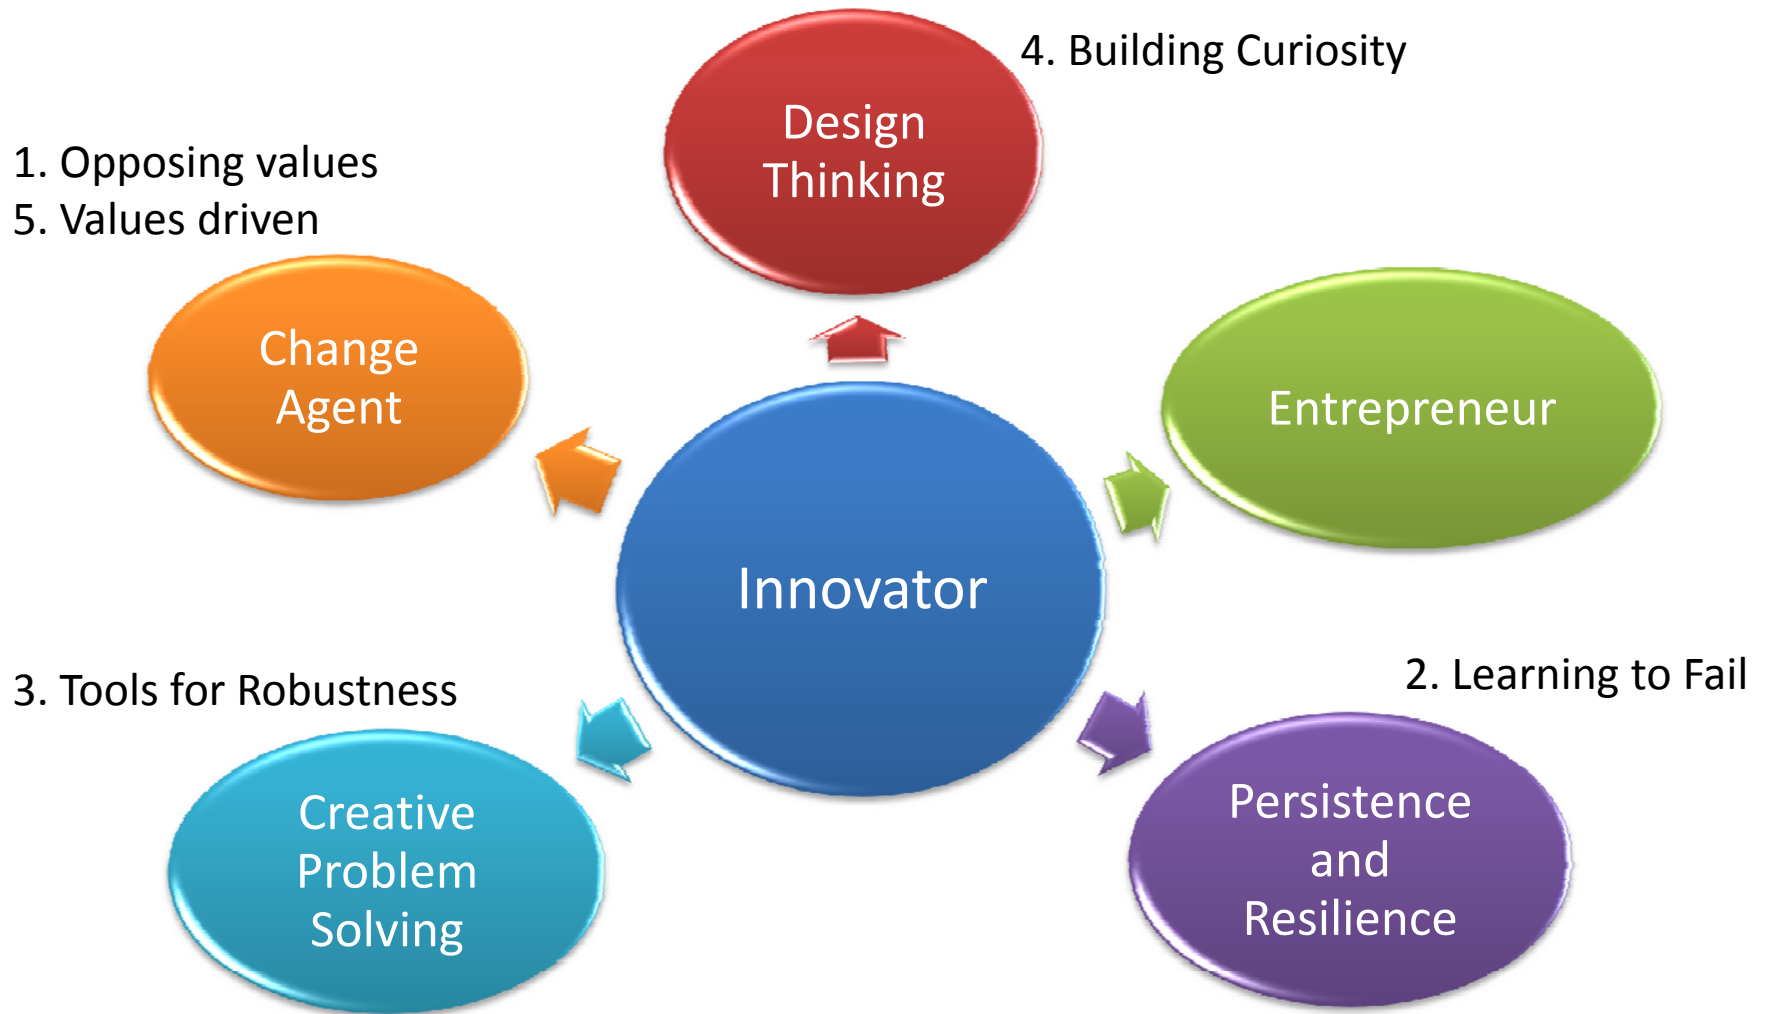 4. Building Curiosity
Design
Thinking
1. Opposing values
5. Values driven
Change
Agent
Entrepreneur
Innovator
3. Tools for Robustness
Creative
Problem
Solving
2. Learning to Fail
Persistence
and
Resilience